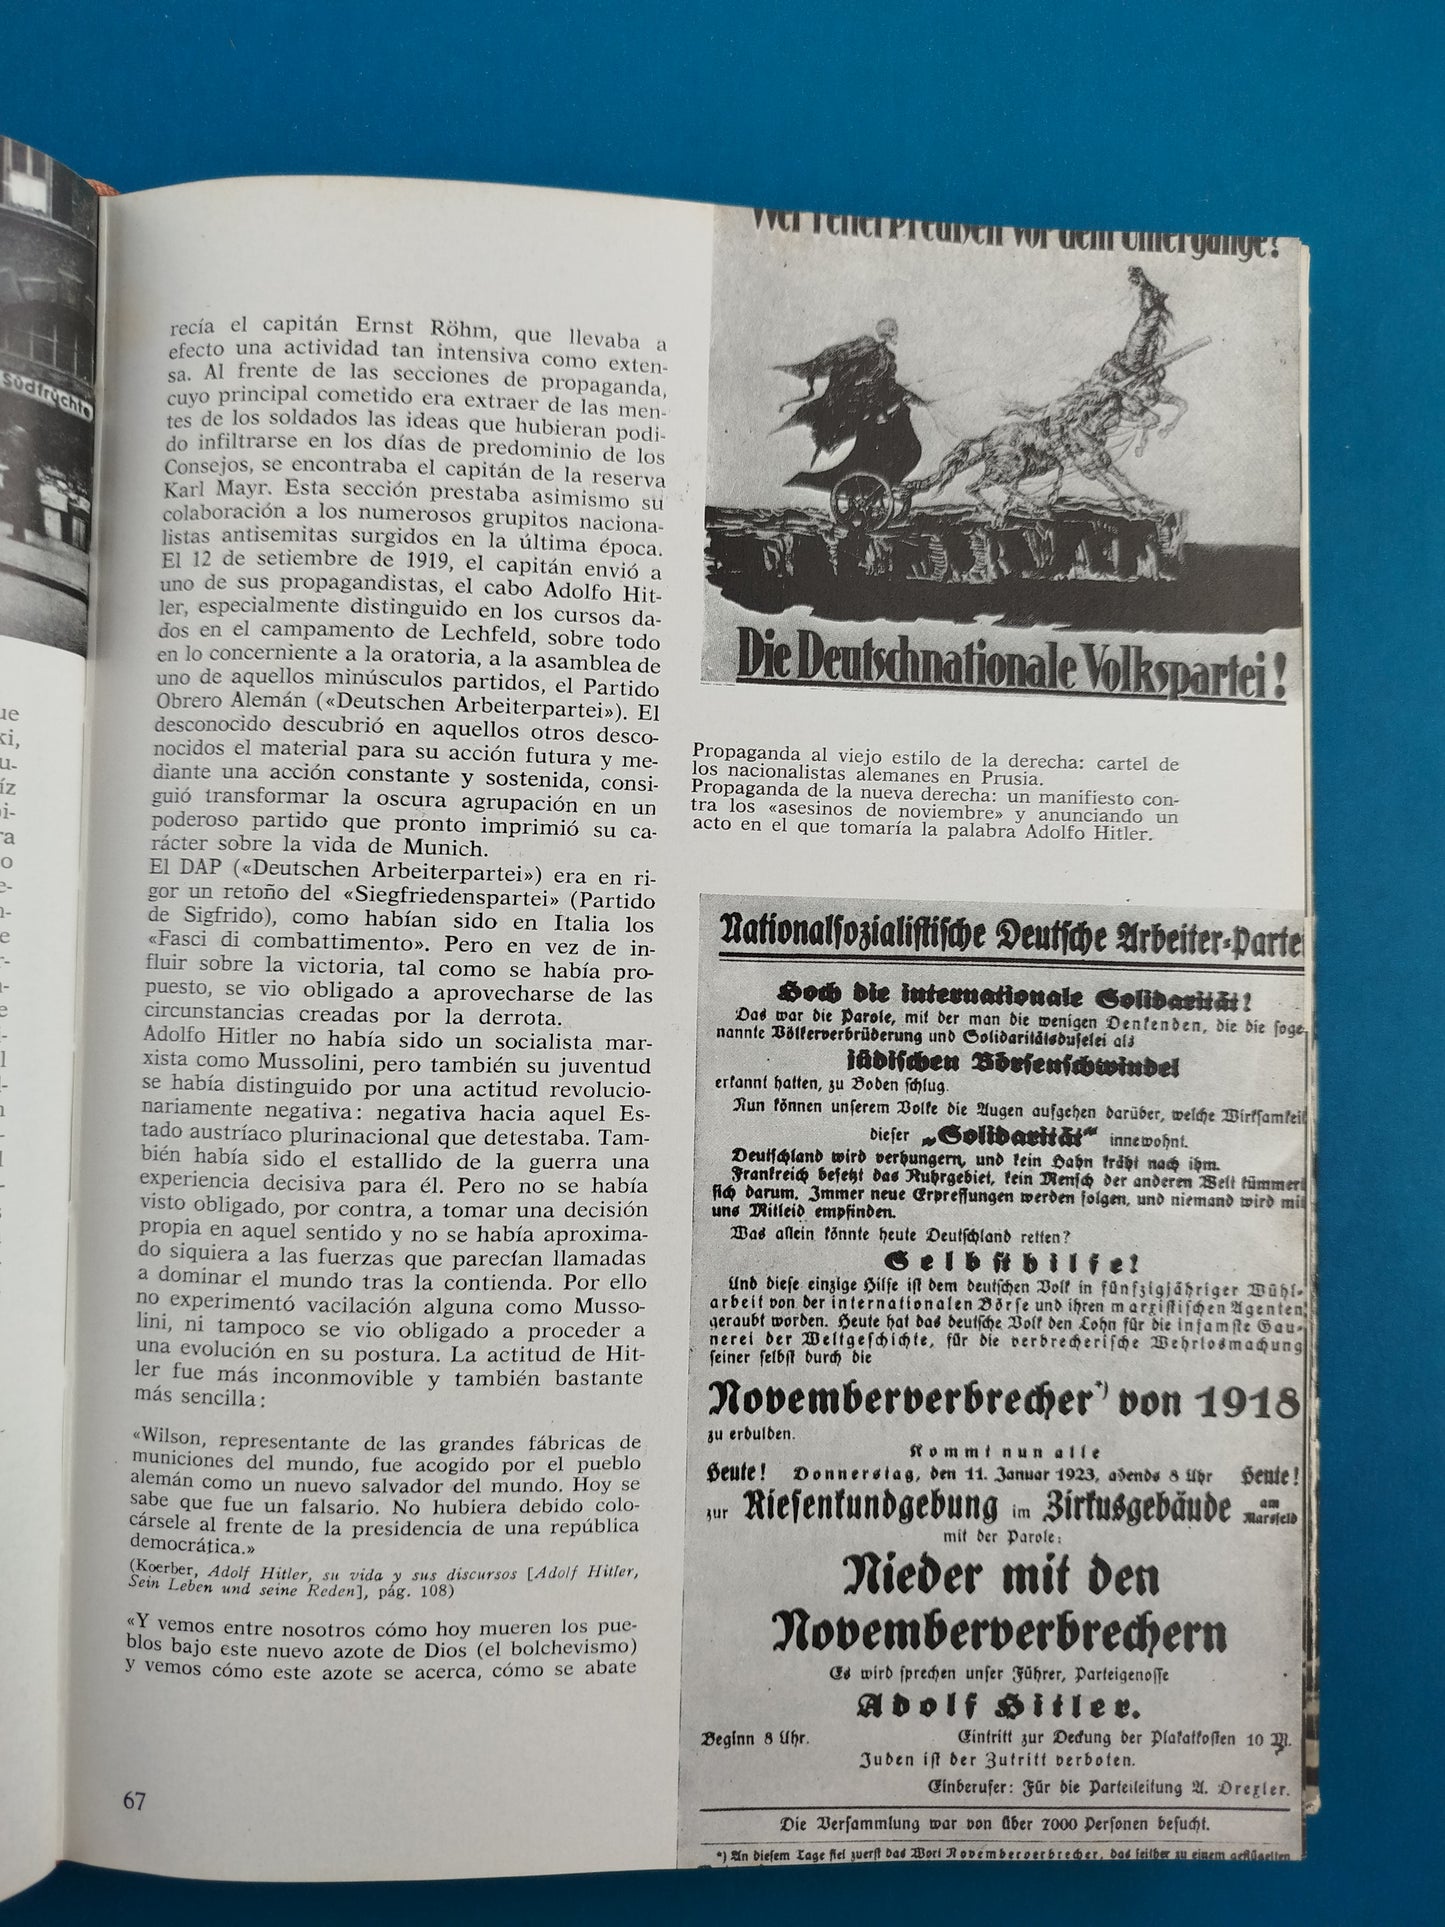 Südfrüchte
ue
ki,
u-
íz
ra
o
e-
n-
e
r-
e
l
recía el capitán Ernst Röhm, que llevaba a
efecto una actividad tan intensiva como exten-
sa. Al frente de las secciones de propaganda,
cuyo principal cometido era extraer de las men-
tes de los soldados las ideas que hubieran podi-
do infiltrarse en los días de predominio de los
Consejos, se encontraba el capitán de la reserva
Karl Mayr. Esta sección prestaba asimismo su
colaboración a los numerosos grupitos naciona-
listas antisemitas surgidos en la última época.
El 12 de setiembre de 1919, el capitán envió a
uno de sus propagandistas, el cabo Adolfo Hit-
ler, especialmente distinguido en los cursos da-
dos en el campamento de Lechfeld, sobre todo
en lo concerniente a la oratoria, a la asamblea de
uno de aquellos minúsculos partidos, el Partido
Obrero Alemán («Deutschen Arbeiterpartei»). El
desconocido descubrió en aquellos otros desco-
nocidos el material para su acción futura y me-
diante una acción constante y sostenida, consi-
guió transformar la oscura agrupación en un
poderoso partido que pronto imprimió su ca-
rácter sobre la vida de Munich.
El DAP («Deutschen Arbeiterpartei») era en ri-
gor un retoño del «Siegfriedenspartei» (Partido
de Sigfrido), como habían sido en Italia los
«Fasci di combattimento». Pero en vez de in-
fluir sobre la victoria, tal como se había pro-
puesto, se vio obligado a aprovecharse de las
circunstancias creadas por la derrota.
Adolfo Hitler no había sido un socialista mar-
xista como Mussolini, pero también su juventud
se había distinguido por una actitud revolucio-
nariamente negativa: negativa hacia aquel Es-
tado austríaco plurinacional que detestaba. Tam-
bién había sido el estallido de la guerra una
experiencia decisiva para él. Pero no se había
visto obligado, por contra, a tomar una decisión
propia en aquel sentido y no se había aproxima-
do siquiera a las fuerzas que parecían llamadas
a dominar el mundo tras la contienda. Por ello
no experimentó vacilación alguna como Musso-
lini, ni tampoco se vio obligado a proceder a
una evolución en su postura. La actitud de Hit-
ler fue más inconmovible y también bastante
más sencilla:
«Wilson, representante de las grandes fábricas de
municiones del mundo, fue acogido por el pueblo
alemán como un nuevo salvador del mundo. Hoy se
sabe que fue un falsario. No hubiera debido colo-
cársele al frente de la presidencia de una república
democrática.»
(Koerber, Adolf Hitler, su vida y sus discursos [Adolf Hitler,
Sein Leben und seine Reden], pág. 108)
«Y vemos entre nosotros cómo hoy mueren los pue-
blos bajo este nuevo azote de Dios (el bolchevismo)
y vemos cómo este azote se acerca, cómo se abate
67
Wer rettet Preußen vor dem Untergange?
Die Deutschnationale Volkspartei!
Propaganda al viejo estilo de la derecha: cartel de
los nacionalistas alemanes en Prusia.
Propaganda de la nueva derecha: un manifiesto con-
tra los «asesinos de noviembre» y anunciando un
acto en el que tomaría la palabra Adolfo Hitler.
Nationalsozialistische Deutsche Arbeiter-Partei
Hoch die internationale Solidarität!
Das war die Parole, mit der man die wenigen Denkenden, die die soge-
nannte Völkerverbrüderung und Solidaritätsduselei als
jüdischen Börsenschwindel
erkannt hatten, zu Boden schlug.
Nun können unserem Volke die Augen aufgehen darüber, welche Wirksamkeit
dieser „Solidarität“ innewohnt.
Deutschland wird verhungern, und kein Hahn kräht nach ihm.
Frankreich besetzt das Ruhrgebiet, kein Mensch der anderen Welt kümmert
sich darum. Immer neue Erpressungen werden folgen, und niemand wird mit
uns Mitleid empfinden.
Was allein könnte heute Deutschland retten?
Selbsthilfe!
Und diese einzige Hilfe ist dem deutschen Volk in fünfzigjähriger Wühl-
arbeit von der internationalen Börse und ihren marxistischen Agenten
geraubt worden. Heute hat das deutsche Volk den Lohn für die infamste Gau-
nerei der Weltgeschichte, für die verbrecherische Wehrlosmachung
seiner selbst durch die
Novemberverbrecher*) von 1918
zu erdulden.
Kommt nun alle
Heute! Donnerstag, den 11. Januar 1923, abends 8 Uhr Heute!
zur Riesenkundgebung im Zirkusgebäude am Marsfeld
mit der Parole:
Nieder mit den
Novemberverbrechern
Es wird sprechen unser Führer, Parteigenosse
Adolf Hitler.
Beginn 8 Uhr. Eintritt zur Deckung der Plakatkosten 10 M.
Juden ist der Zutritt verboten.
Einberufer: Für die Parteileitung A. Drexler.
Die Versammlung war von über 7000 Personen besucht.
*) An diesem Tage fiel zuerst das Wort Novemberverbrecher, das seither zu einem geflügelten